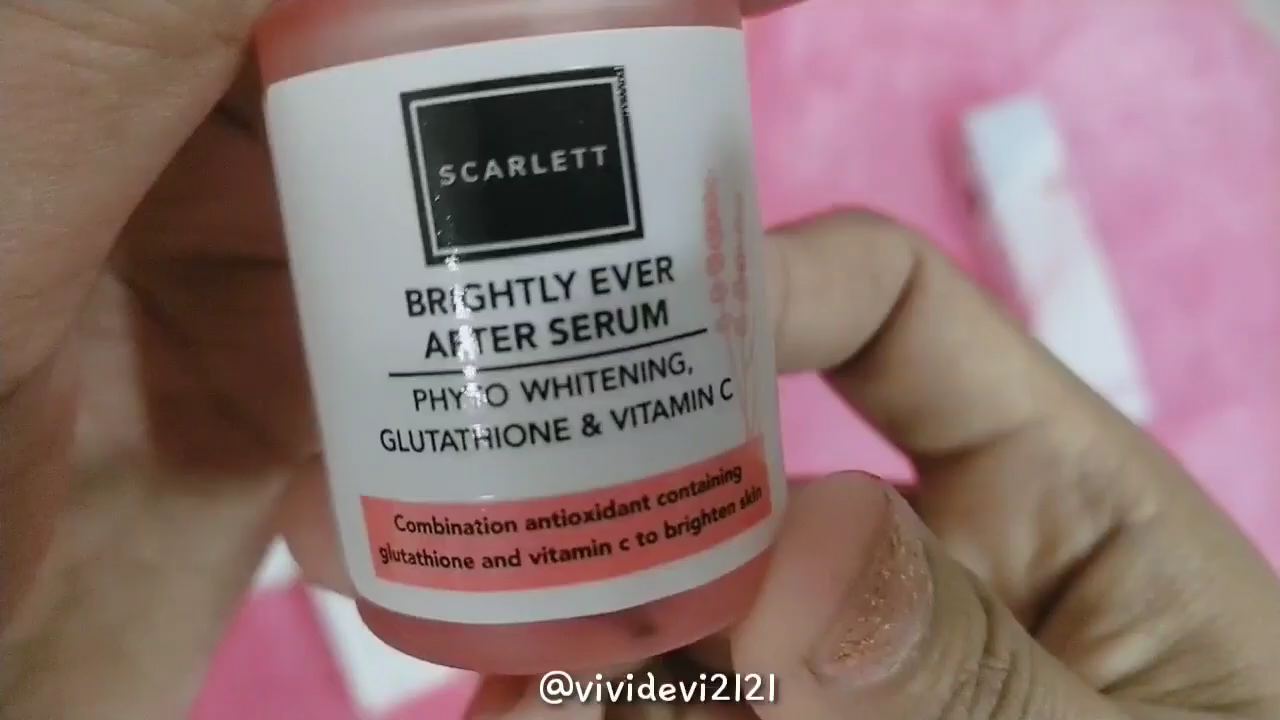 SCARLETT
BRIGHTLY EVER
AFTER SERUM
PHYTO WHITENING,
GLUTATHIONE & VITAMIN C
Combination antioxidant containing
glutathione and vitamin c to brighten skin
@vividevi2121